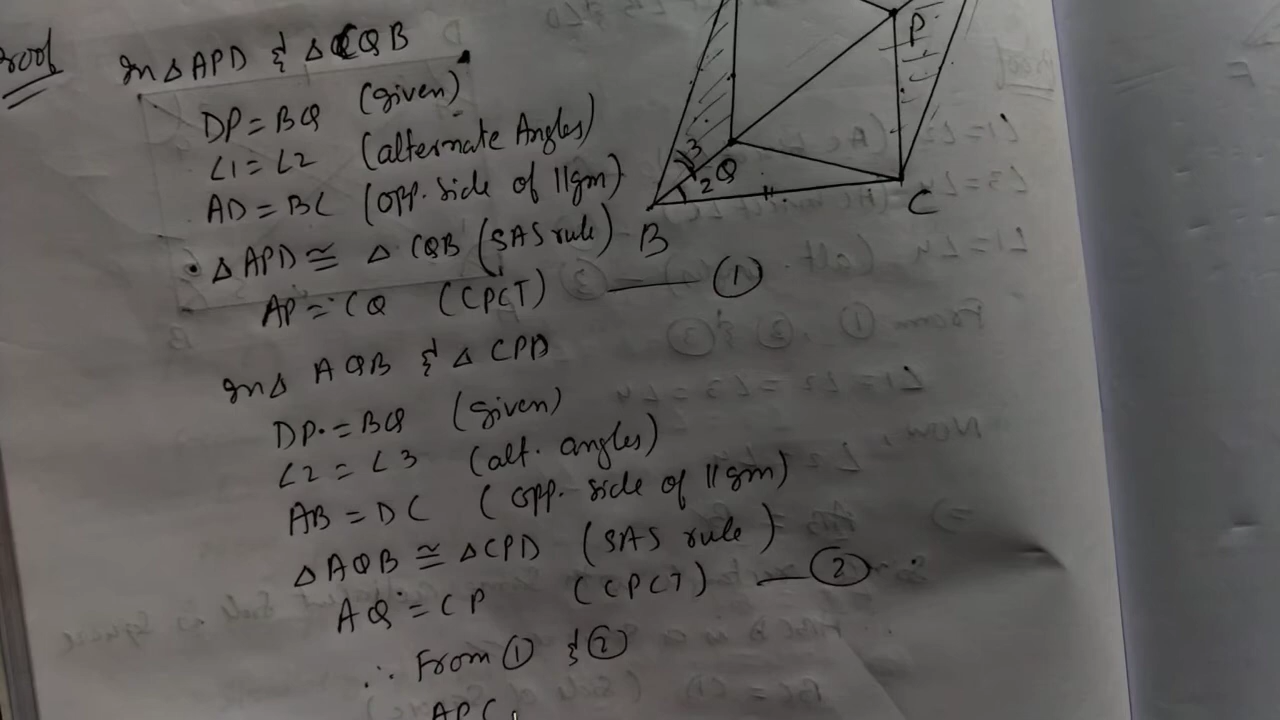 Proof
In △ APD & △ CQB
DP = BQ (given)
∠1 = ∠2 (alternate Angles)
AD = BC (opp. side of ||gm)
△ APD ≅ △ CQB (SAS rule)
AP = CQ (CPCT) — ①
In △ AQB & △ CPD
DP = BQ (given)
∠2 = ∠3 (alt. angles)
AB = DC (opp. side of ||gm)
△AQB ≅ △CPD (SAS rule)
AQ = CP (CPCT) — ②
∴ From ① & ②
APC
P
3
2 Q
B
C